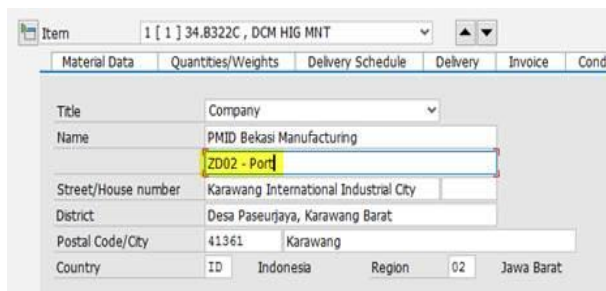 Item 1 [ 1 ] 34.8322C , DCM HIG MNT
Material Data Quantities/Weights Delivery Schedule Delivery Invoice Cond
Title Company
Name PMID Bekasi Manufacturing
ZD02 - Port
Street/House number Karawang International Industrial City
District Desa Paseurjaya, Karawang Barat
Postal Code/City 41361 Karawang
Country ID Indonesia Region 02 Jawa Barat